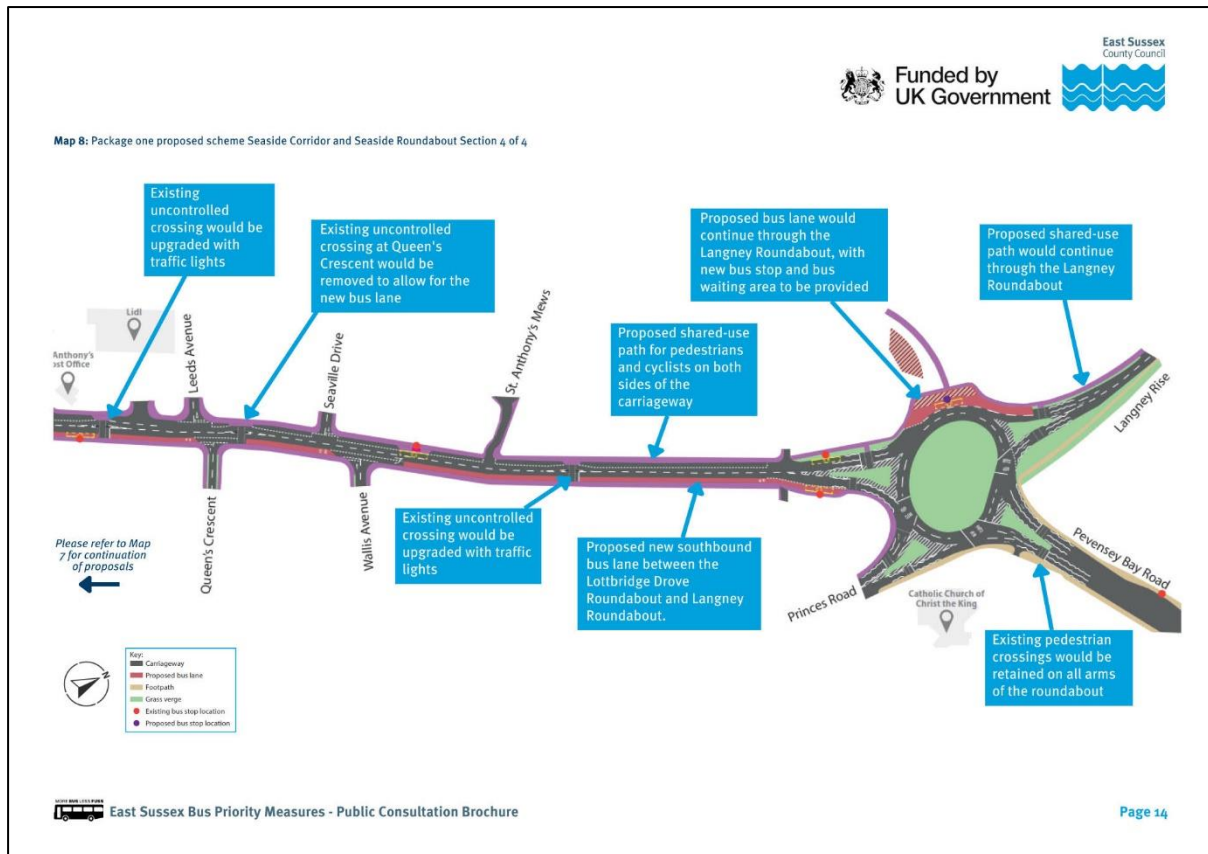 East Sussex
County Council
Funded by
UK Government
Map 8: Package one proposed scheme Seaside Corridor and Seaside Roundabout Section 4 of 4
Existing
uncontrolled
crossing would be
upgraded with
traffic lights
Existing uncontrolled
crossing at Queen's
Crescent would be
removed to allow for the
new bus lane
Proposed bus lane would
continue through the
Langney Roundabout, with
new bus stop and bus
waiting area to be provided
Proposed shared-use
path would continue
through the Langney
Roundabout
Lidl
Anthony's
ost Office
Leeds Avenue
Seaville Drive
St. Anthony's Mews
Proposed shared-use
path for pedestrians
and cyclists on both
sides of the
carriageway
Langney Rise
Queen's Crescent
Wallis Avenue
Existing uncontrolled
crossing would be
upgraded with traffic
lights
Proposed new southbound
bus lane between the
Lottbridge Drove
Roundabout and Langney
Roundabout.
Princes Road
Catholic Church of
Christ the King
Pevensey Bay Road
Existing pedestrian
crossings would be
retained on all arms
of the roundabout
Please refer to Map
7 for continuation
of proposals
N
Key:
Carriageway
Proposed bus lane
Footpath
Grass verge
Existing bus stop location
Proposed bus stop location
MORE BUS LESS FUSS
East Sussex Bus Priority Measures - Public Consultation Brochure
Page 14